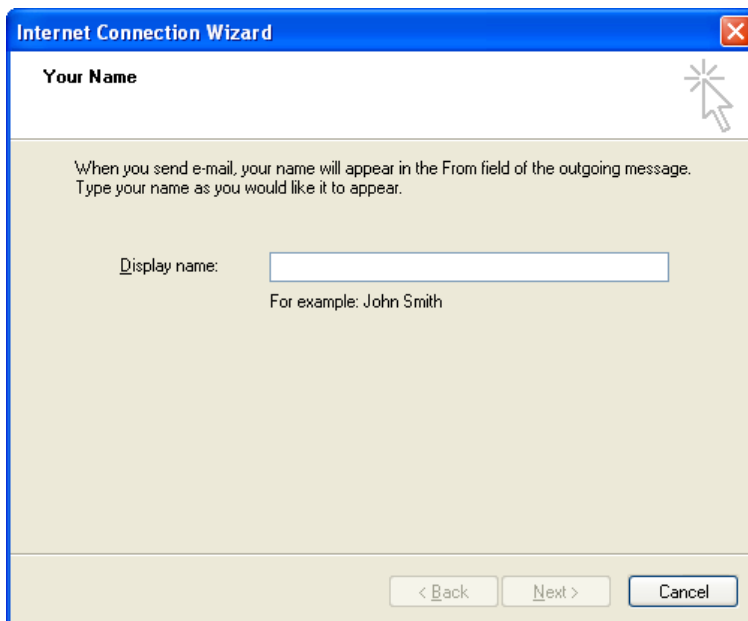 Internet Connection Wizard
Your Name
When you send e-mail, your name will appear in the From field of the outgoing message.
Type your name as you would like it to appear.
Display name:
For example: John Smith
< Back Next > Cancel